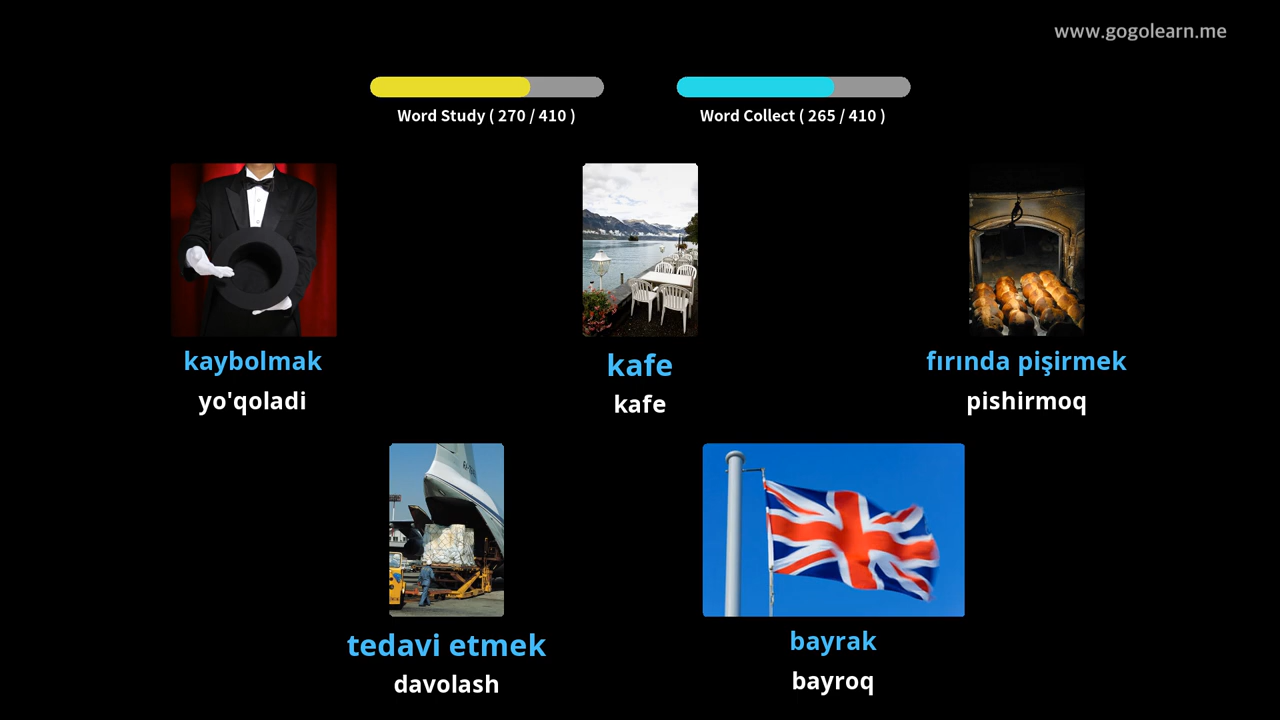 www.gogolearn.me
Word Study ( 270 / 410 )
Word Collect ( 265 / 410 )
kaybolmak
yo'qoladi
kafe
kafe
fırında pişirmek
pishirmoq
tedavi etmek
davolash
bayrak
bayroq